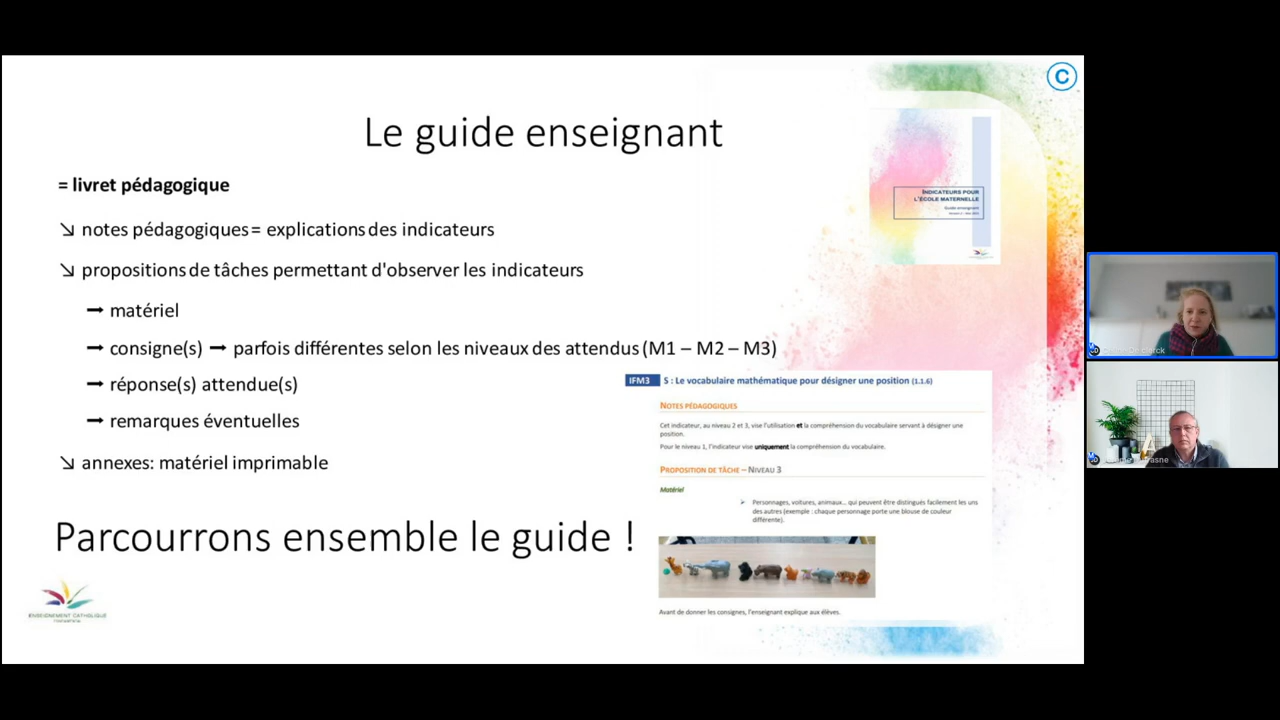 C
Le guide enseignant
= livret pédagogique
↘ notes pédagogiques = explications des indicateurs
↘ propositions de tâches permettant d'observer les indicateurs
➞ matériel
➞ consigne(s) ➞ parfois différentes selon les niveaux des attendus (M1 – M2 – M3)
➞ réponse(s) attendue(s)
➞ remarques éventuelles
↘ annexes: matériel imprimable
Parcourrons ensemble le guide !
ENSEIGNEMENT CATHOLIQUE
INDICATEURS POUR
L'ÉCOLE MATERNELLE
Guide enseignant
IFM3 S : Le vocabulaire mathématique pour désigner une position (1.1.6)
NOTES PÉDAGOGIQUES
Cet indicateur, au niveau 2 et 3, vise l'utilisation et la compréhension du vocabulaire servant à désigner une
position.
Pour le niveau 1, l'indicateur vise uniquement la compréhension du vocabulaire.
PROPOSITION DE TÂCHE – NIVEAU 3
Matériel
➢ Personnages, voitures, animaux... qui peuvent être distingués facilement les uns
des autres (exemple : chaque personnage porte une blouse de couleur
différente).
Avant de donner les consignes, l'enseignant explique aux élèves.